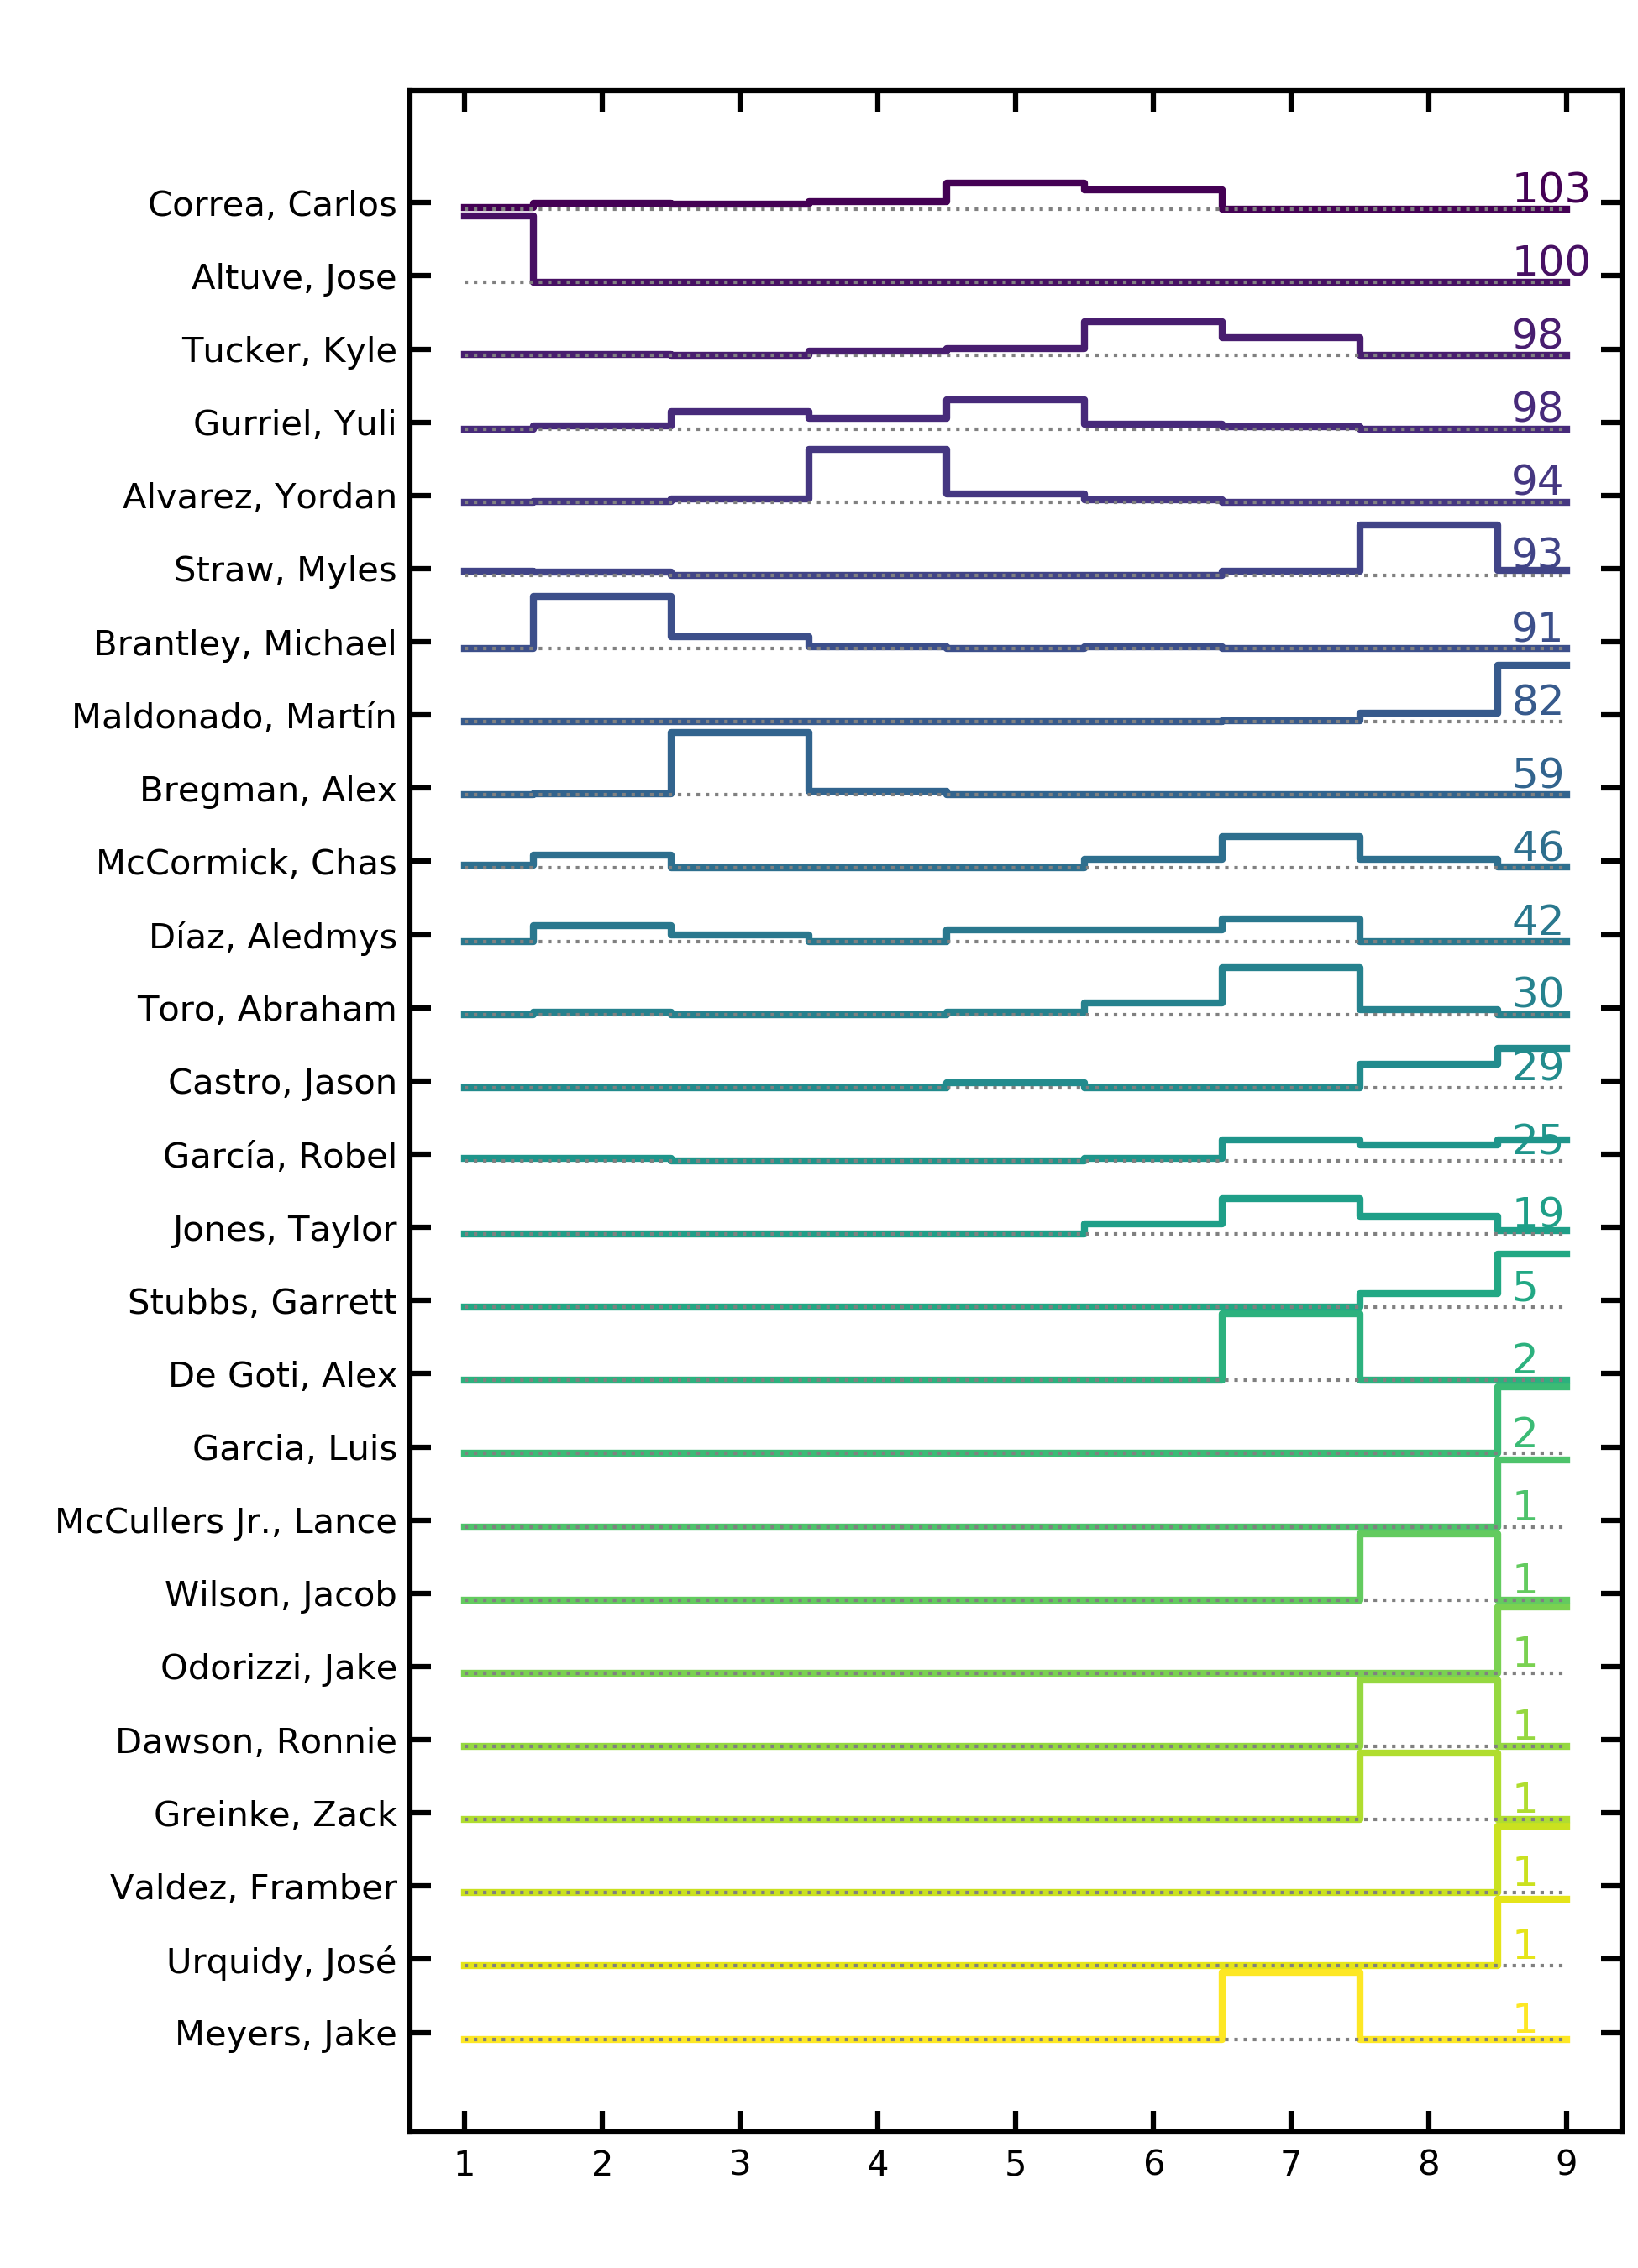 Correa, Carlos 103
Altuve, Jose 100
Tucker, Kyle 98
Gurriel, Yuli 98
Alvarez, Yordan 94
Straw, Myles 93
Brantley, Michael 91
Maldonado, Martín 82
Bregman, Alex 59
McCormick, Chas 46
Díaz, Aledmys 42
Toro, Abraham 30
Castro, Jason 29
García, Robel 25
Jones, Taylor 19
Stubbs, Garrett 5
De Goti, Alex 2
Garcia, Luis 2
McCullers Jr., Lance 1
Wilson, Jacob 1
Odorizzi, Jake 1
Dawson, Ronnie 1
Greinke, Zack 1
Valdez, Framber 1
Urquidy, José 1
Meyers, Jake 1
1 2 3 4 5 6 7 8 9